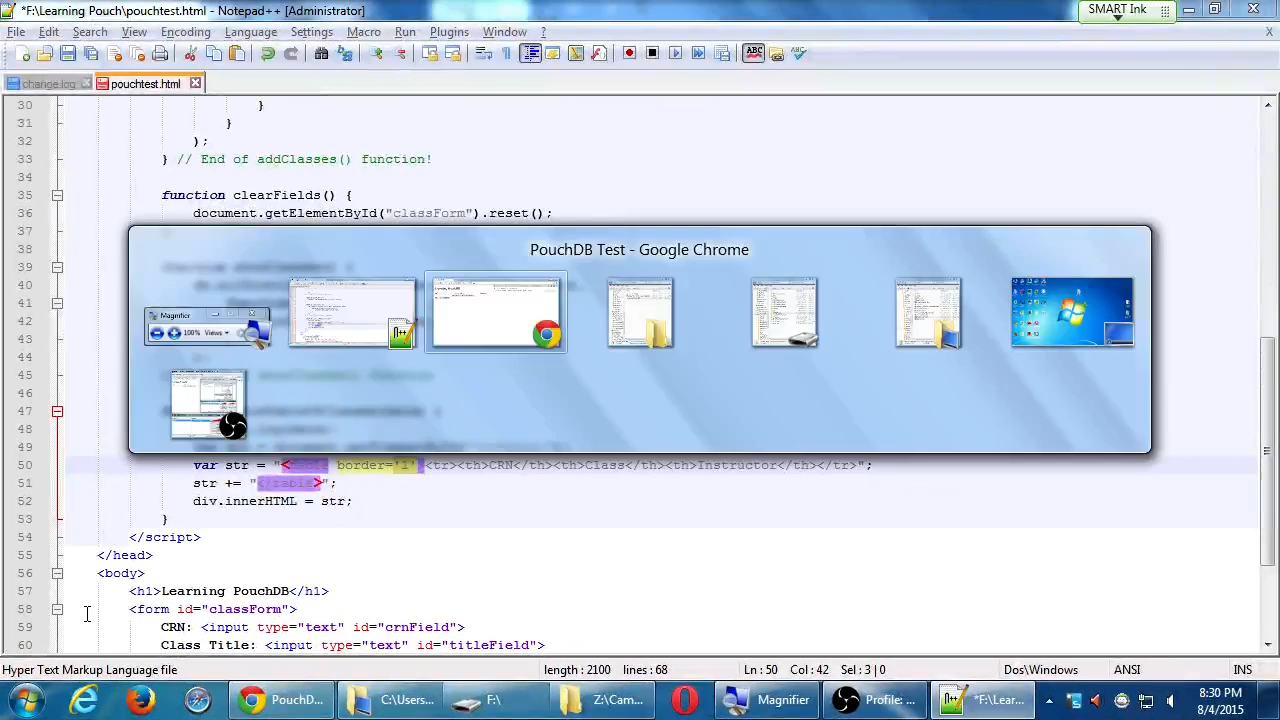 *F:\Learning Pouch\pouchtest.html - Notepad++ [Administrator]
SMART Ink
File Edit Search View Encoding Language Settings Macro Run Plugins Window ? X
change.log pouchtest.html
30 }
31 }
32 );
33 } // End of addClasses() function!
34
35 function clearFields() {
36 document.getElementById("classForm").reset();
37
38
PouchDB Test - Google Chrome
39
40
41
Magnifier
100% Views
42
43
44
45
46
47
48
49
50 var str = "<table border='1'><tr><th>CRN</th><th>Class</th><th>Instructor</th></tr>";
51 str += "</table>";
52 div.innerHTML = str;
53 }
54 </script>
55 </head>
56 <body>
57 <h1>Learning PouchDB</h1>
58 <form id="classForm">
59 CRN: <input type="text" id="crnField">
60 Class Title: <input type="text" id="titleField">
Hyper Text Markup Language file length : 2100 lines : 68 Ln : 50 Col : 42 Sel : 3 | 0 Dos\Windows ANSI INS
PouchD... C:\Users... F:\ Z:\Cam... Magnifier Profile: ... *F:\Lear...
8:30 PM
8/4/2015